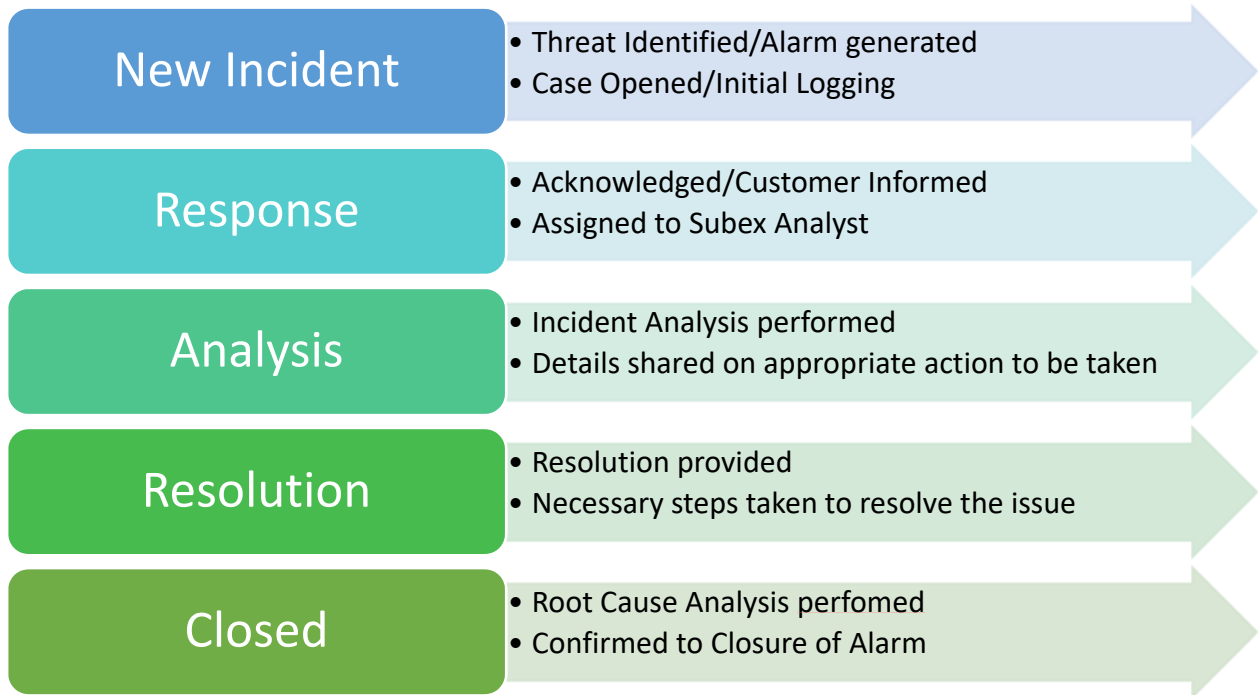 New Incident
• Threat Identified/Alarm generated
• Case Opened/Initial Logging
Response
• Acknowledged/Customer Informed
• Assigned to Subex Analyst
Analysis
• Incident Analysis performed
• Details shared on appropriate action to be taken
Resolution
• Resolution provided
• Necessary steps taken to resolve the issue
Closed
• Root Cause Analysis perfomed
• Confirmed to Closure of Alarm